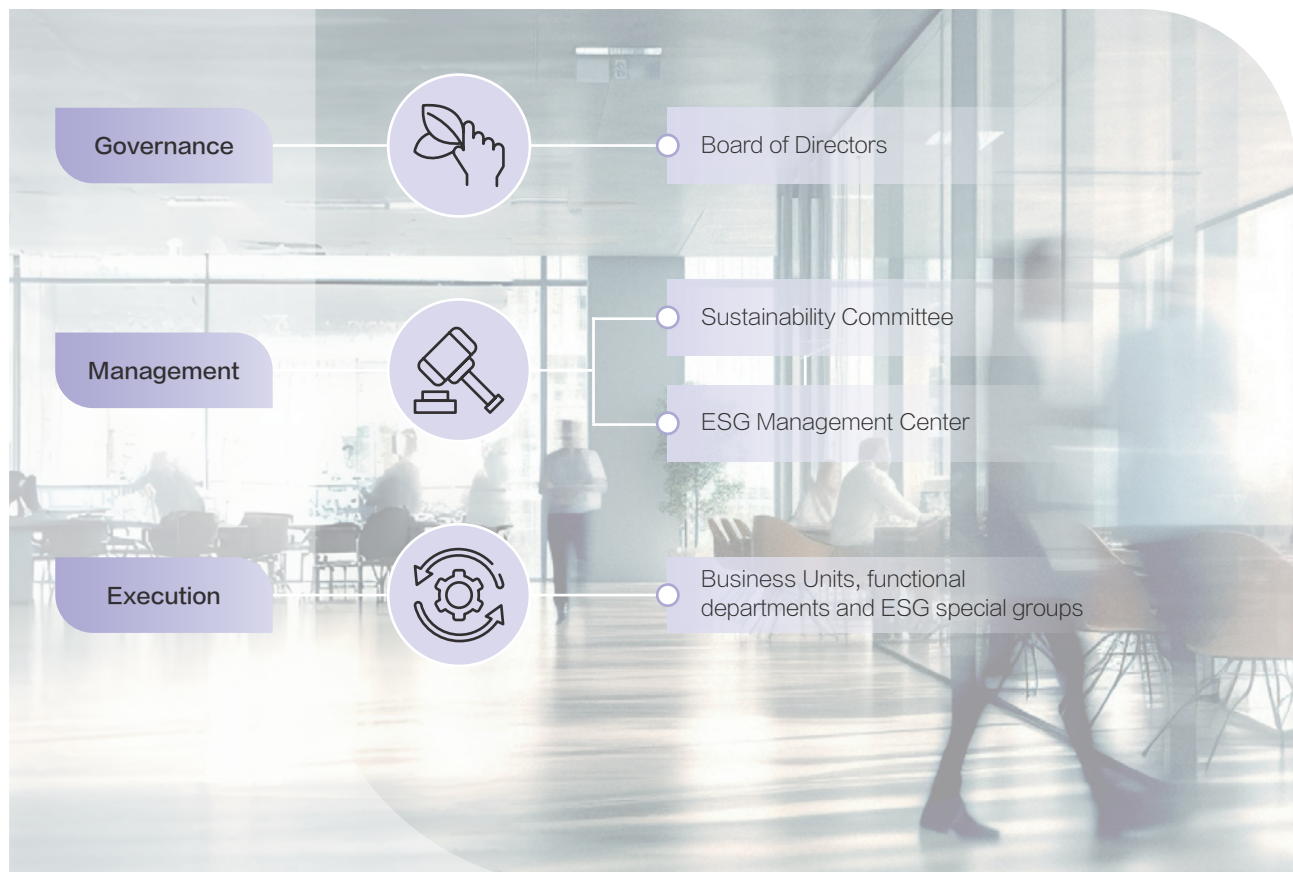 Governance
Board of Directors
Management
Sustainability Committee
ESG Management Center
Execution
Business Units, functional
departments and ESG special groups